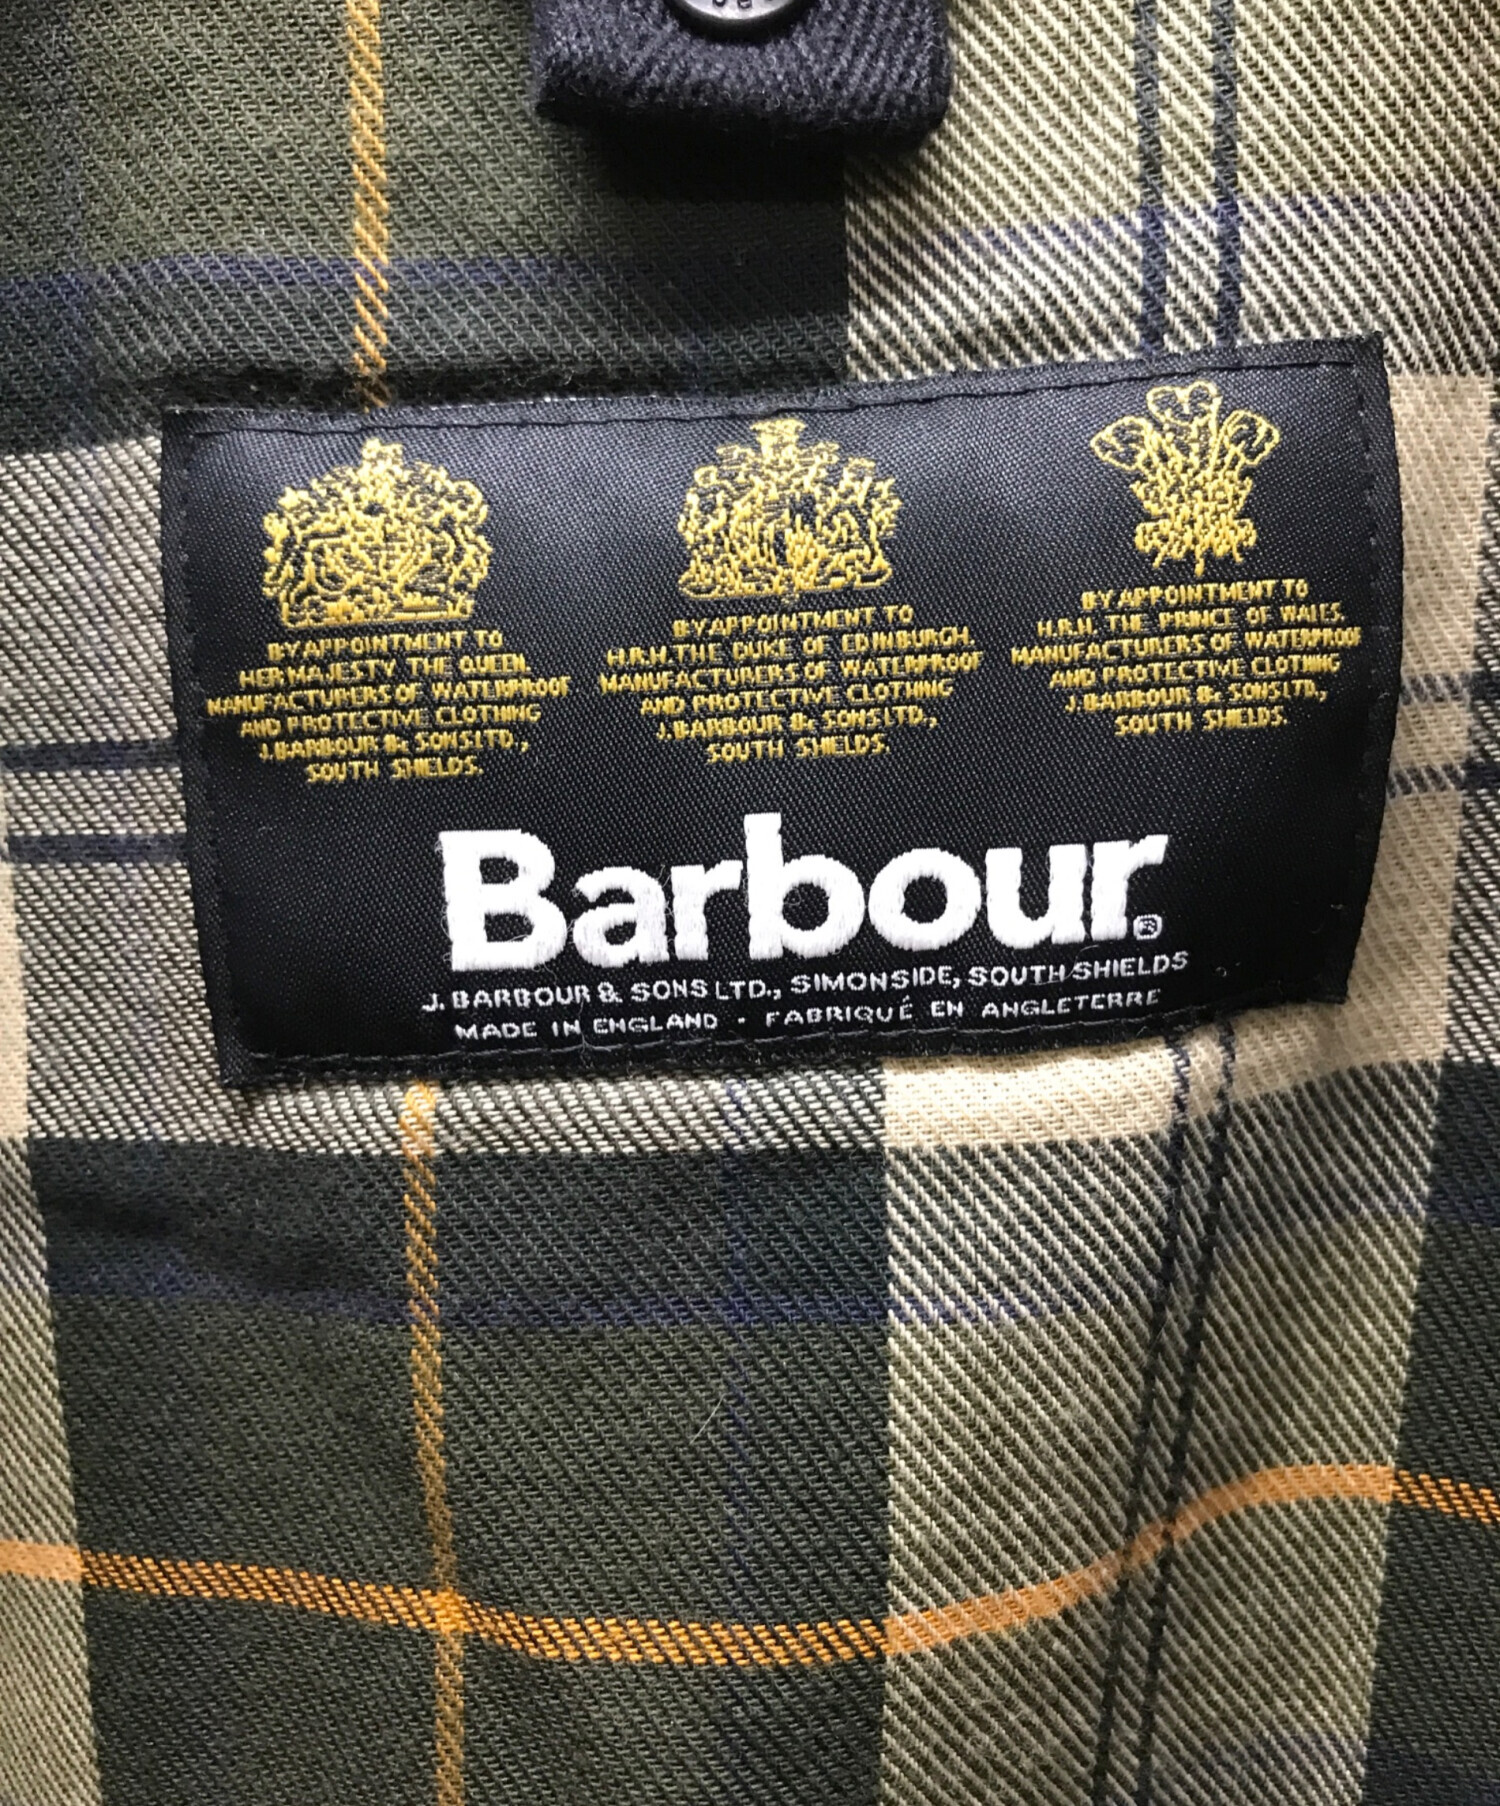 BY APPOINTMENT TO
HER MAJESTY THE QUEEN.
MANUFACTURERS OF WATERPROOF
AND PROTECTIVE CLOTHING
J. BARBOUR & SONS LTD.,
SOUTH SHIELDS.
BY APPOINTMENT TO
H.R.H. THE DUKE OF EDINBURGH.
MANUFACTURERS OF WATERPROOF
AND PROTECTIVE CLOTHING
J. BARBOUR & SONS LTD.,
SOUTH SHIELDS.
BY APPOINTMENT TO
H.R.H. THE PRINCE OF WALES.
MANUFACTURERS OF WATERPROOF
AND PROTECTIVE CLOTHING
J. BARBOUR & SONS LTD.,
SOUTH SHIELDS.
Barbour®
J. BARBOUR & SONS LTD., SIMONSIDE, SOUTH SHIELDS
MADE IN ENGLAND · FABRIQUÉ EN ANGLETERRE